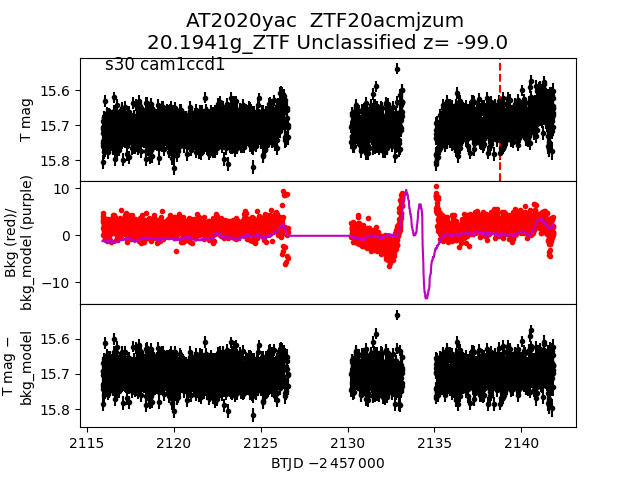 AT2020yac  ZTF20acmjzum
20.1941g_ZTF Unclassified z= -99.0
s30 cam1ccd1
15.6
15.7
15.8
T mag
10
0
−10
Bkg (red)/
bkg_model (purple)
15.6
15.7
15.8
T mag −
bkg_model
2115 2120 2125 2130 2135 2140
BTJD −2 457 000